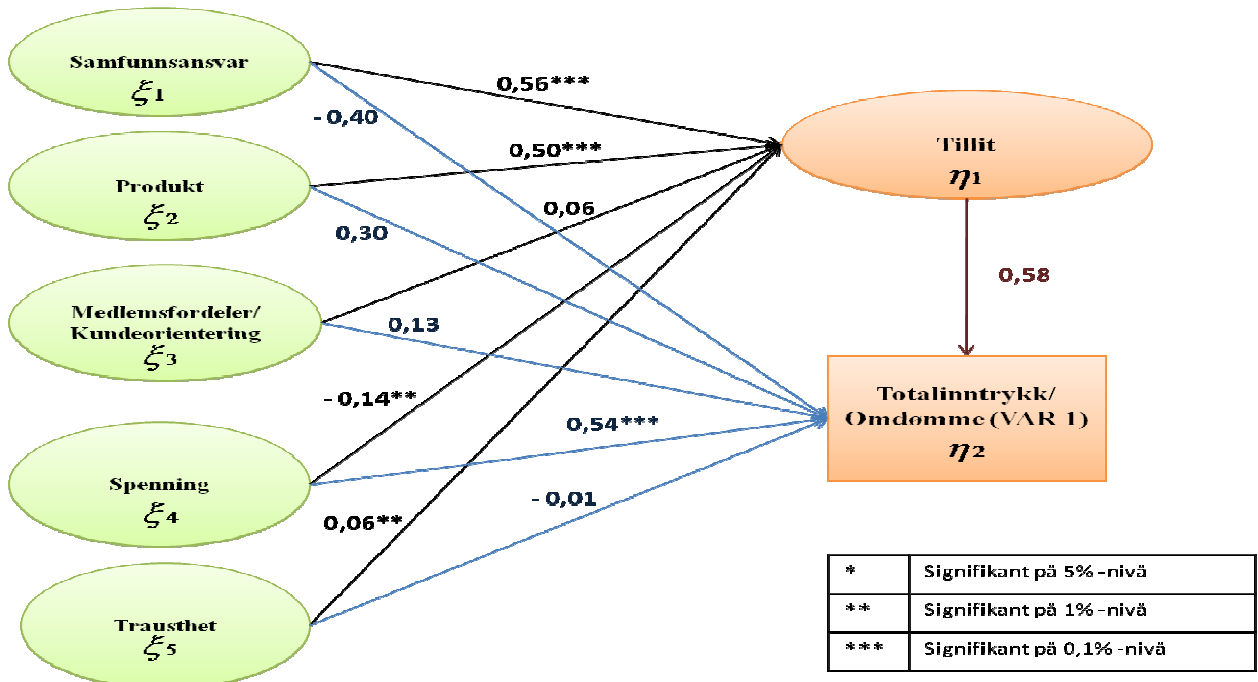 Samfunnsansvar
ξ1
Produkt
ξ2
Medlemsfordeler/
Kundeorientering
ξ3
Spenning
ξ4
Trausthet
ξ5
0,56***
- 0,40
0,50***
0,30
0,06
0,13
- 0,14**
0,54***
0,06**
- 0,01
Tillit
η1
0,58
Totalinntrykk/
Omdømme (VAR 1)
η2
* Signifikant på 5% -nivå
** Signifikant på 1% -nivå
*** Signifikant på 0,1% -nivå